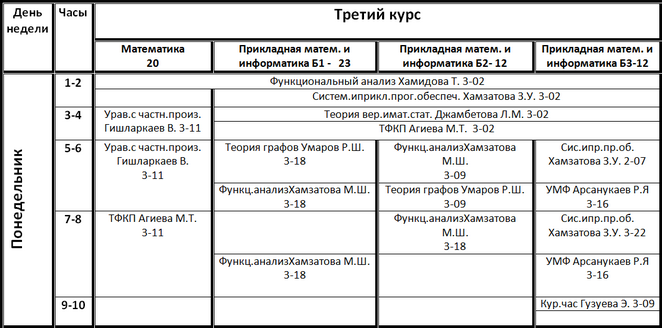 День
недели
Часы
Третий курс
Математика
20
Прикладная матем. и
информатика Б1 - 23
Прикладная матем. и
информатика Б2- 12
Прикладная матем. и
информатика Б3-12
Понедельник
1-2
Функциональный анализ Хамидова Т. 3-02
Систем.иприкл.прог.обеспеч. Хамзатова З.У. 3-02
3-4
Урав.с частн.произ.
Гишларкаев В. 3-11
Теория вер.имат.стат. Джамбетова Л.М. 3-02
ТФКП Агиева М.Т. 3-02
5-6
Урав.с частн.произ.
Гишларкаев В.
3-11
Теория графов Умаров Р.Ш.
3-18
Функц.анализХамзатова
М.Ш.
3-09
Сис.ипр.пр.об.
Хамзатова З.У. 2-07
Функц.анализХамзатова М.Ш.
3-18
Теория графов Умаров Р.Ш.
3-09
УМФ Арсанукаев Р.Я
3-16
7-8
ТФКП Агиева М.Т.
3-11
Функц.анализХамзатова
М.Ш.
3-18
Сис.ипр.пр.об.
Хамзатова З.У. 3-22
Функц.анализХамзатова М.Ш.
3-18
УМФ Арсанукаев Р.Я
3-16
9-10
Кур.час Гузуева Э. 3-09